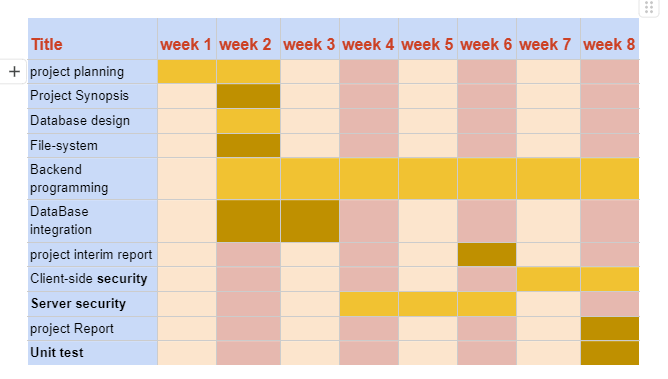 Title week 1 week 2 week 3 week 4 week 5 week 6 week 7 week 8
project planning
Project Synopsis
Database design
File-system
Backend
programming
DataBase
integration
project interim report
Client-side security
Server security
project Report
Unit test